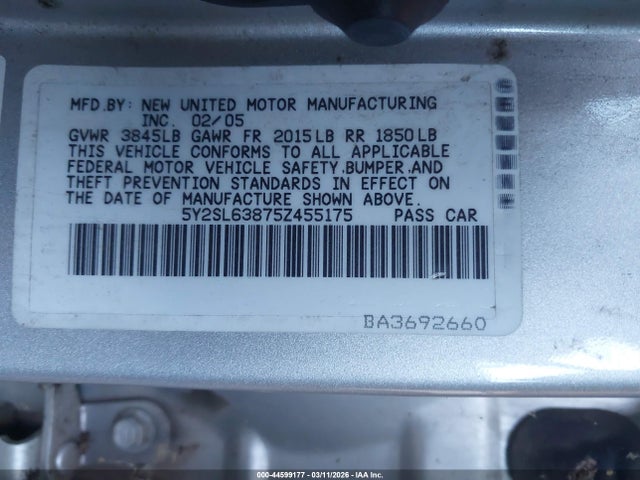 MFD.BY: NEW UNITED MOTOR MANUFACTURING
INC. 02/05
GVWR 3845LB GAWR FR 2015LB RR 1850LB
THIS VEHICLE CONFORMS TO ALL APPLICABLE
FEDERAL MOTOR VEHICLE SAFETY.BUMPER.AND
THEFT PREVENTION STANDARDS IN EFFECT ON
THE DATE OF MANUFACTURE SHOWN ABOVE.
5Y2SL63875Z455175 PASS CAR
BA3692660
000-44599177 - 03/11/2026 - IAA Inc.